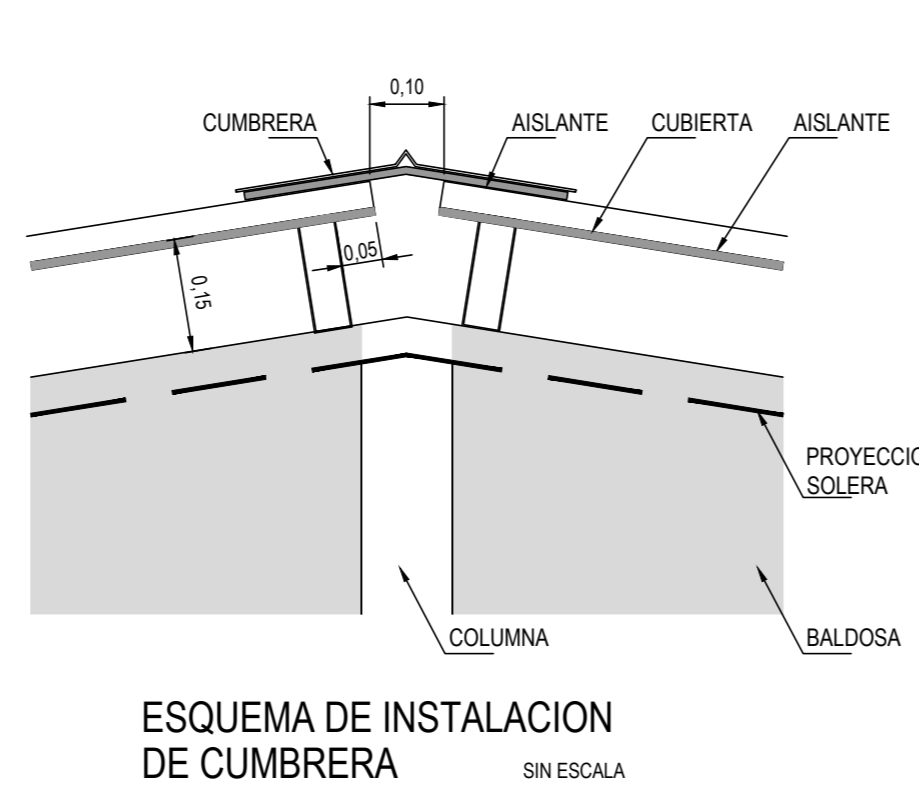 0,10
CUMBRERA
AISLANTE
CUBIERTA
AISLANTE
0,05
0,15
PROYECCIO
SOLERA
COLUMNA
BALDOSA
ESQUEMA DE INSTALACION
DE CUMBRERA
SIN ESCALA